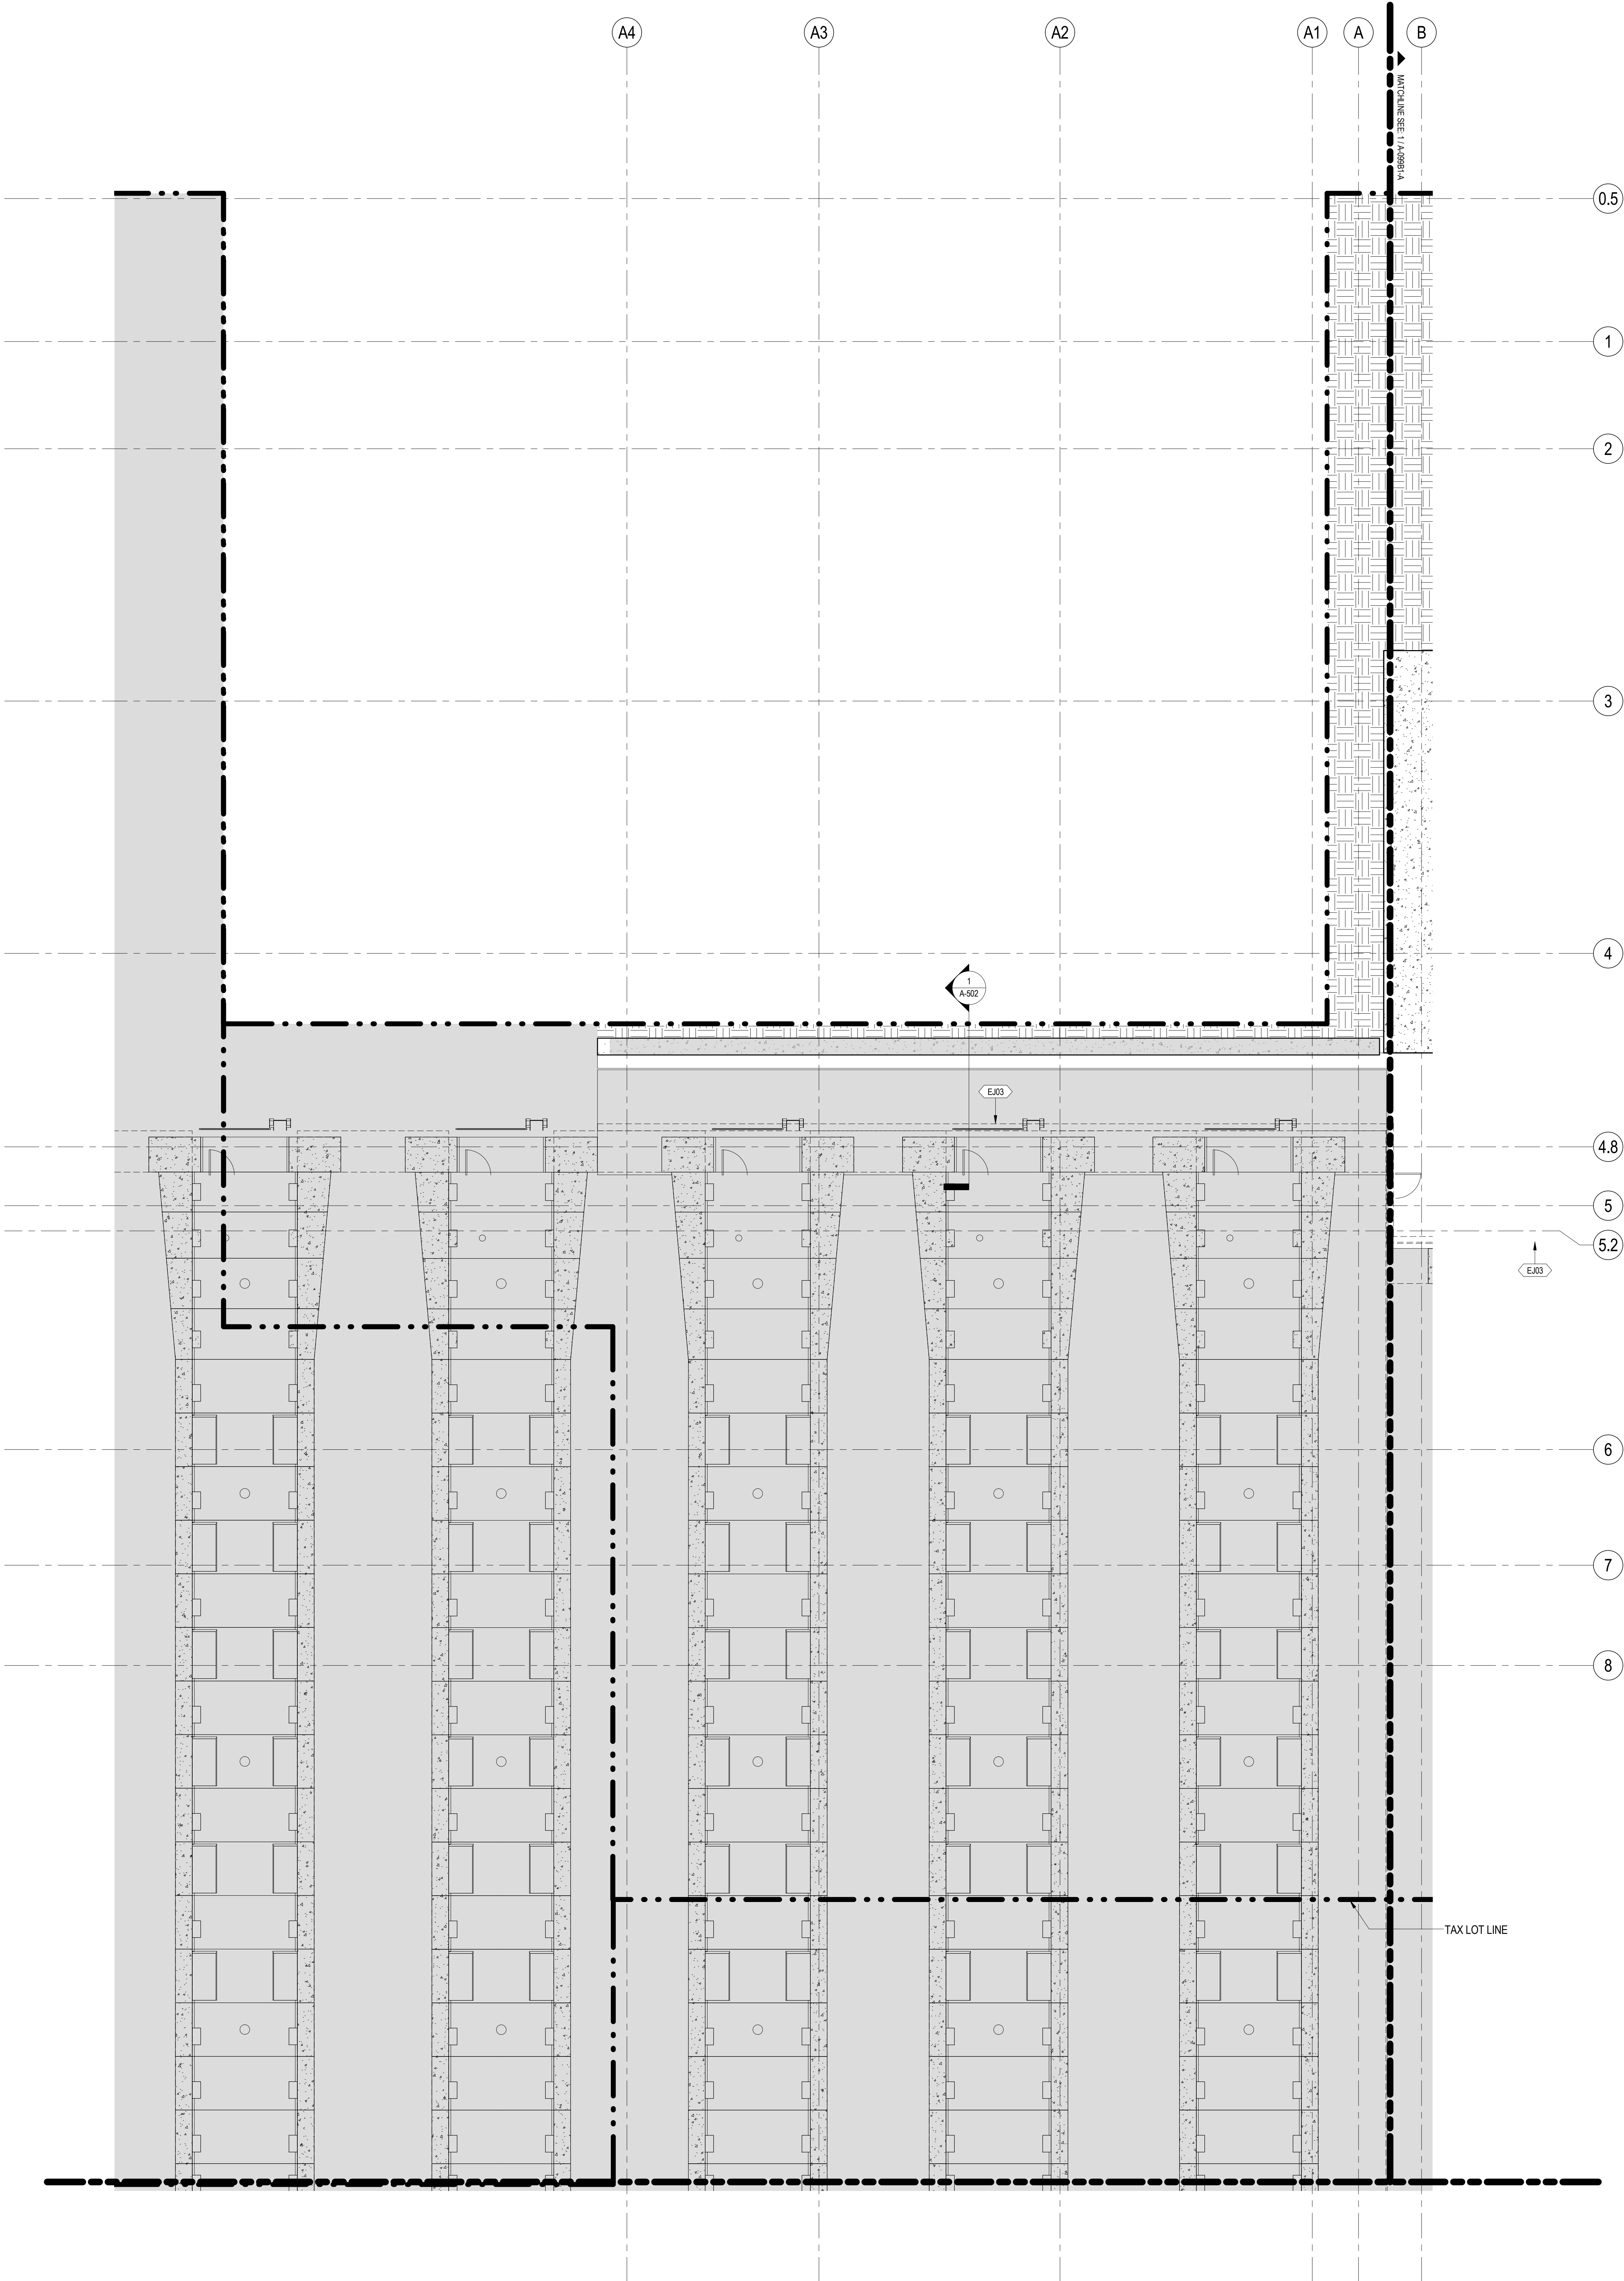 A4
A3
A2
A1
A
B
MATCHLINE SEE: 1 / A-099B1-A
0.5
1
2
3
4
1
A-502
EJ03
4.8
5
5.2
EJ03
6
7
8
TAX LOT LINE